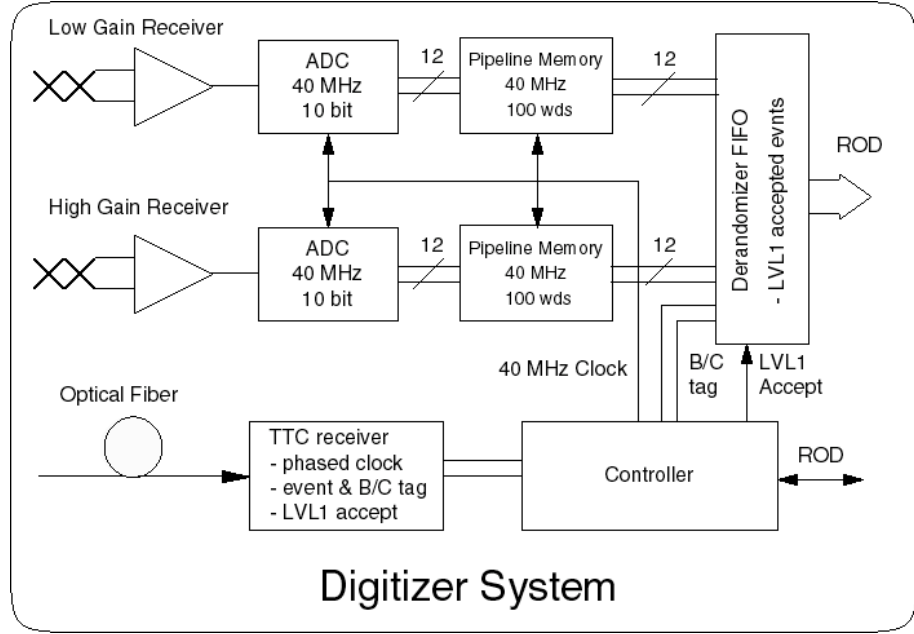 Low Gain Receiver
ADC
40 MHz
10 bit
12
Pipeline Memory
40 MHz
100 wds
12
Derandomizer FIFO
- LVL1 accepted evnts
ROD
High Gain Receiver
ADC
40 MHz
10 bit
12
Pipeline Memory
40 MHz
100 wds
12
40 MHz Clock
B/C
tag
LVL1
Accept
Optical Fiber
TTC receiver
- phased clock
- event & B/C tag
- LVL1 accept
Controller
ROD
Digitizer System